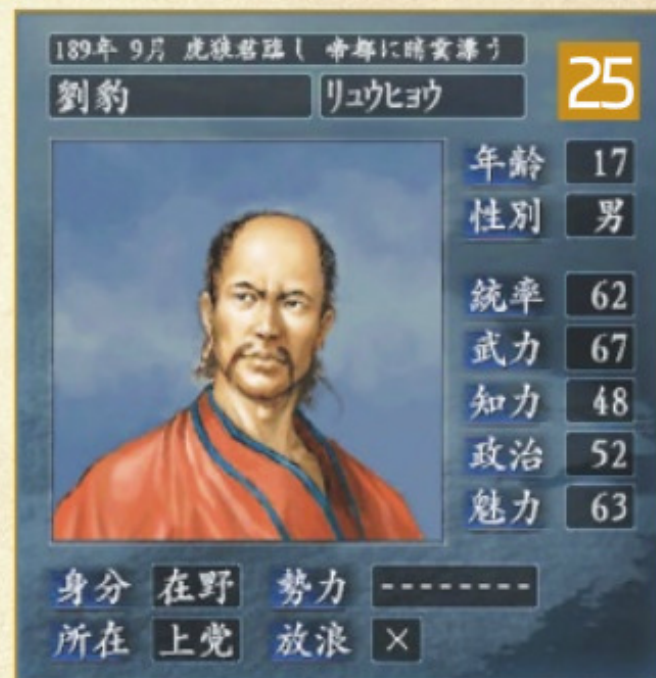 189年 9月 虎狼君臨し 帝都に暗雲漂う
劉豹 リュウヒョウ 25
年齢 17
性別 男
統率 62
武力 67
知力 48
政治 52
魅力 63
身分 在野 勢力 --------
所在 上党 放浪 ×